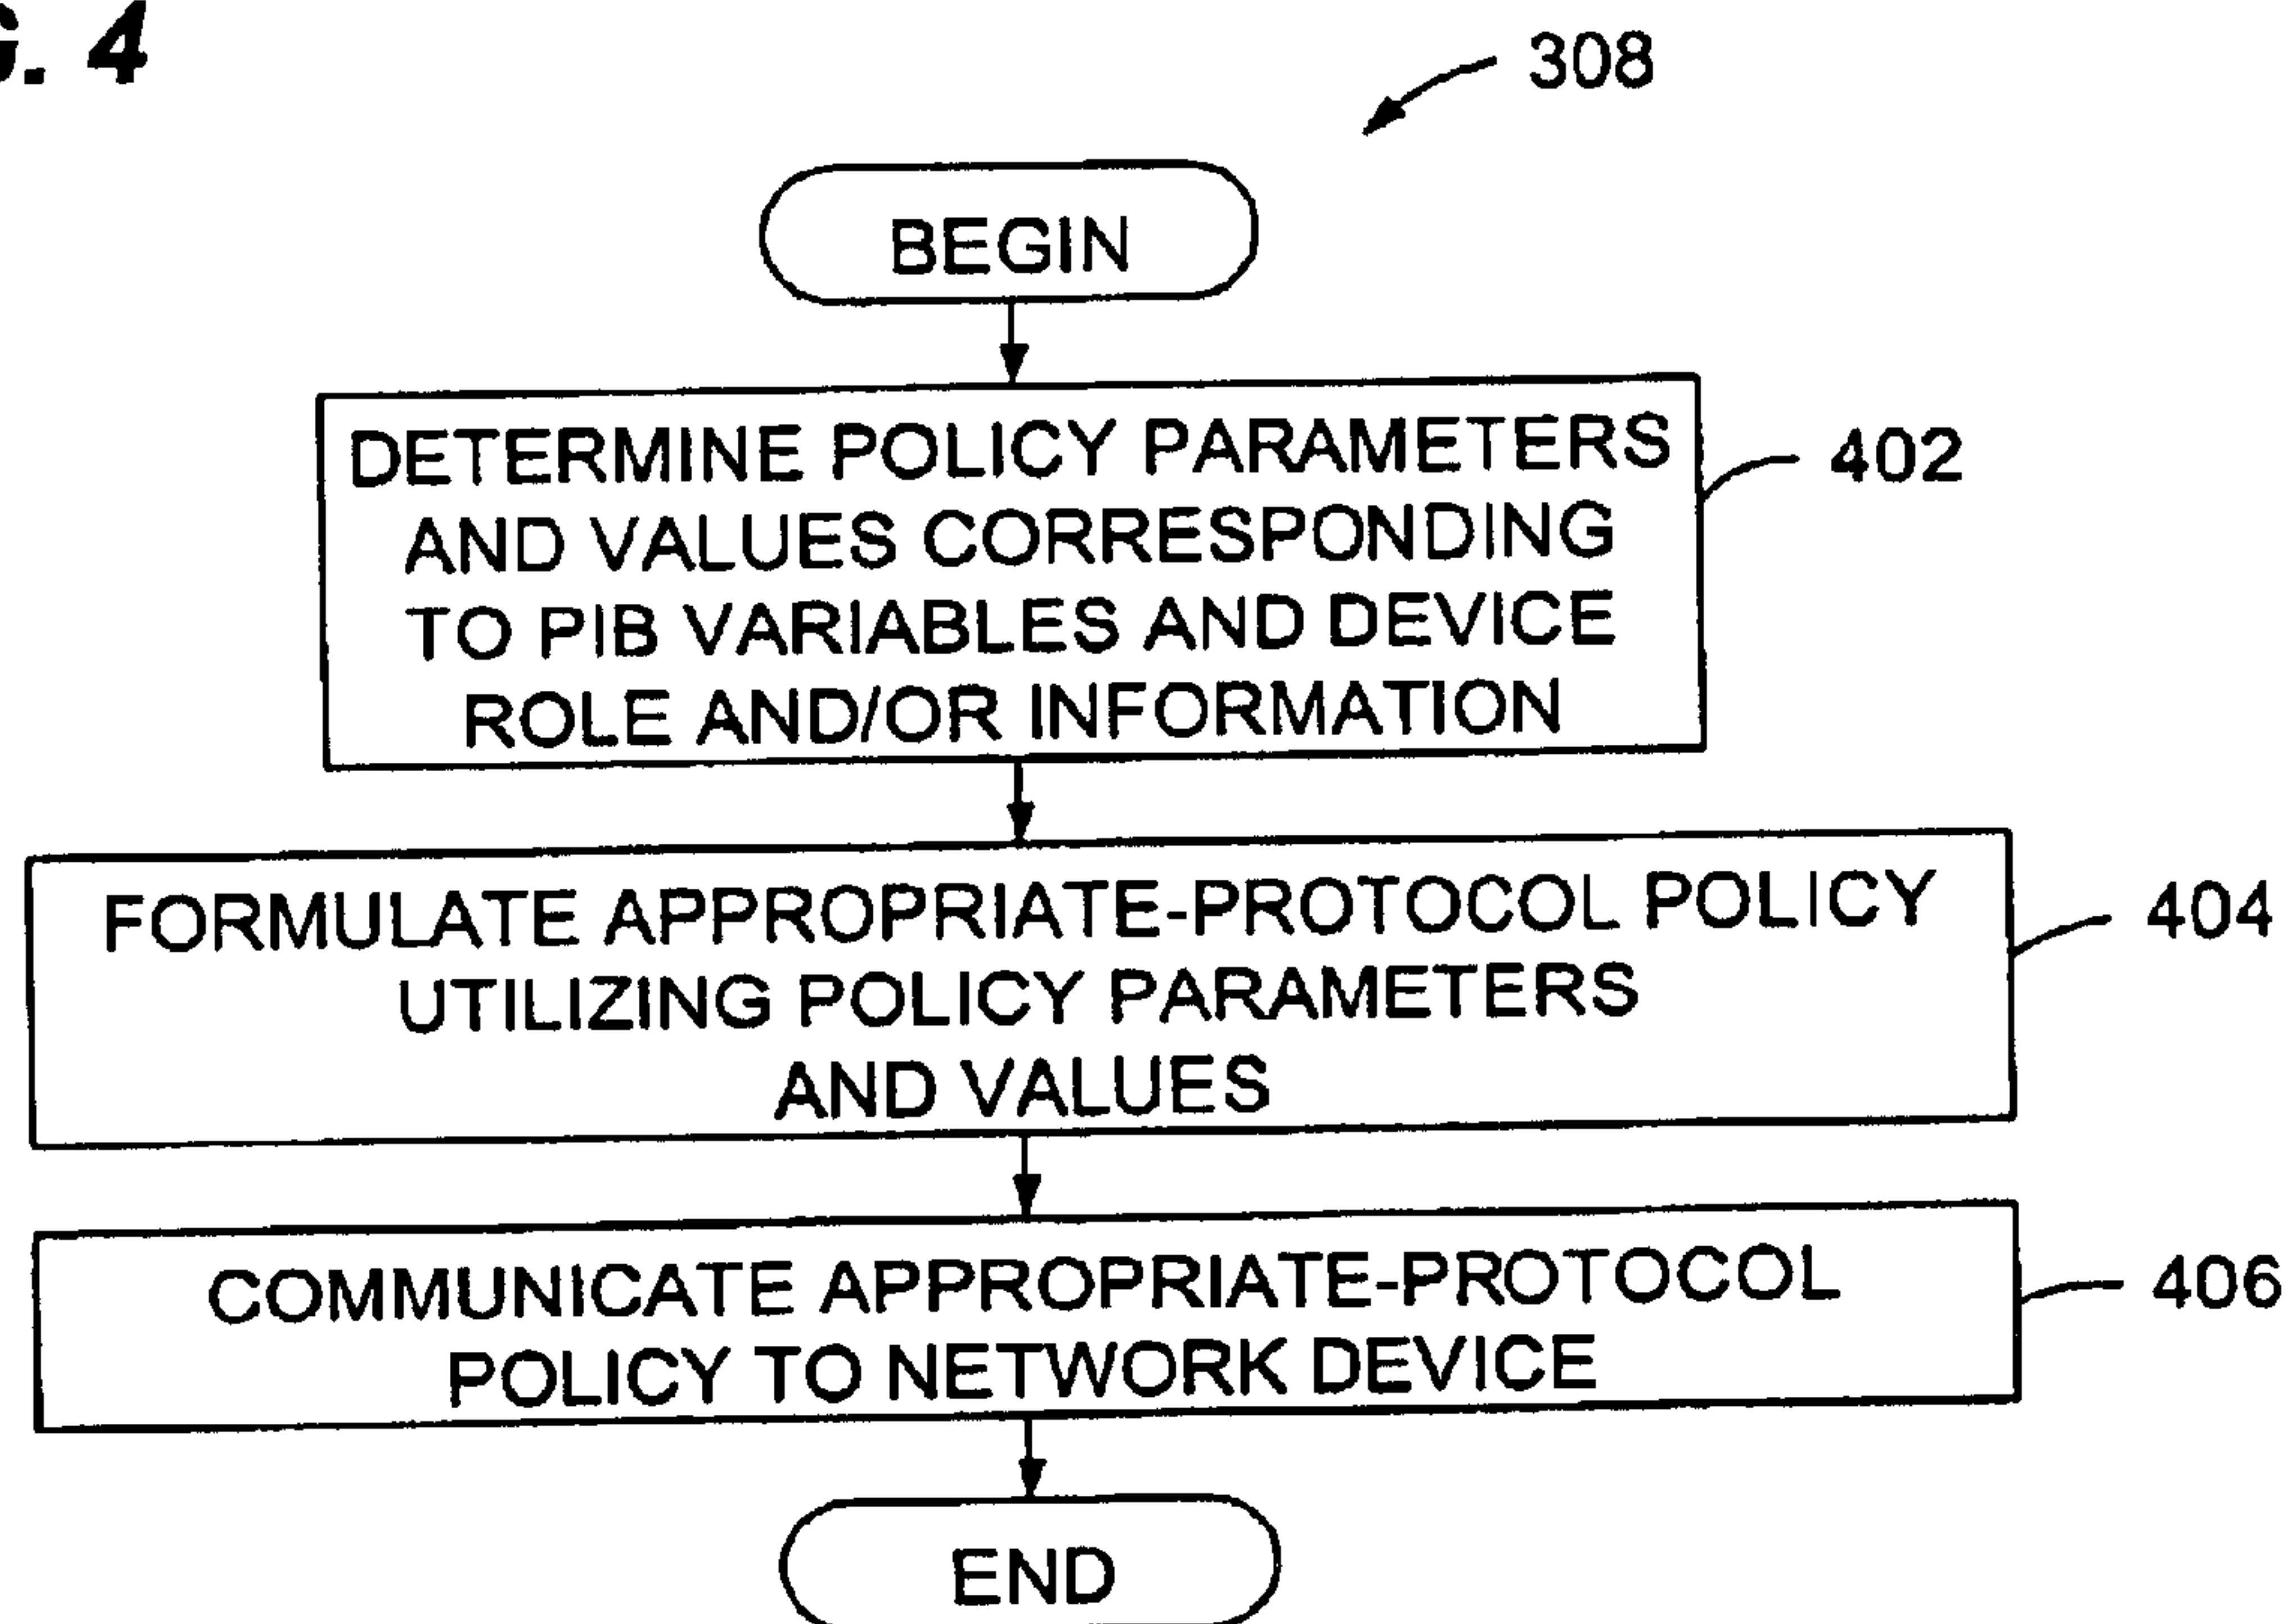 G. 4
308
BEGIN
DETERMINE POLICY PARAMETERS
AND VALUES CORRESPONDING
TO PIB VARIABLES AND DEVICE
ROLE AND/OR INFORMATION
402
FORMULATE APPROPRIATE-PROTOCOL POLICY
UTILIZING POLICY PARAMETERS
AND VALUES
404
COMMUNICATE APPROPRIATE-PROTOCOL
POLICY TO NETWORK DEVICE
406
END